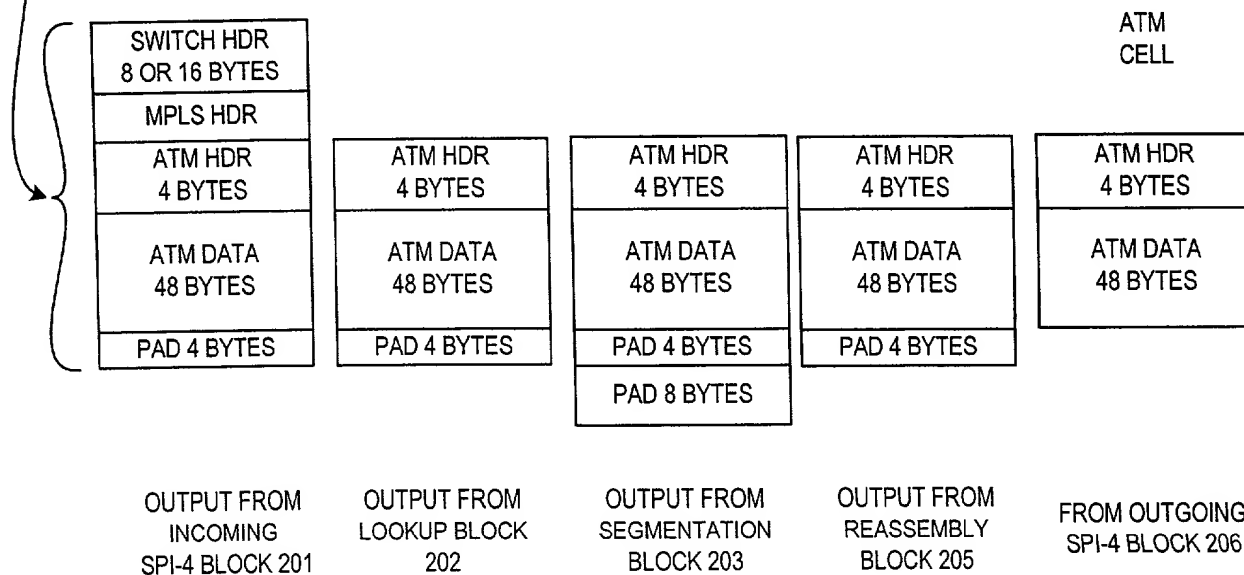 SWITCH HDR
8 OR 16 BYTES
MPLS HDR
ATM HDR
4 BYTES
ATM DATA
48 BYTES
PAD 4 BYTES
OUTPUT FROM
INCOMING
SPI-4 BLOCK 201
ATM HDR
4 BYTES
ATM DATA
48 BYTES
PAD 4 BYTES
OUTPUT FROM
LOOKUP BLOCK
202
ATM HDR
4 BYTES
ATM DATA
48 BYTES
PAD 4 BYTES
PAD 8 BYTES
OUTPUT FROM
SEGMENTATION
BLOCK 203
ATM HDR
4 BYTES
ATM DATA
48 BYTES
PAD 4 BYTES
OUTPUT FROM
REASSEMBLY
BLOCK 205
ATM
CELL
ATM HDR
4 BYTES
ATM DATA
48 BYTES
FROM OUTGOING
SPI-4 BLOCK 206